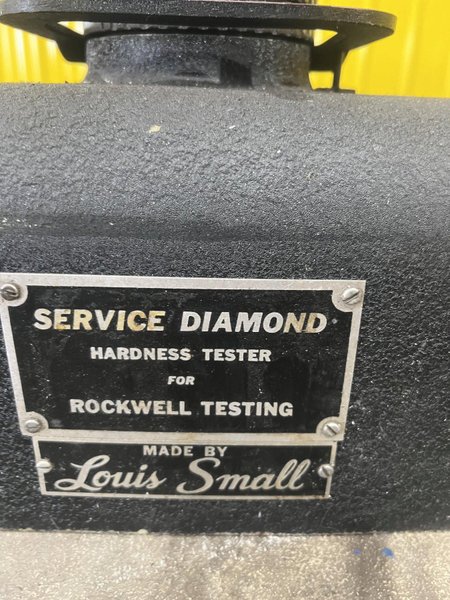 SERVICE DIAMOND
HARDNESS TESTER
FOR
ROCKWELL TESTING
MADE BY
Louis Small